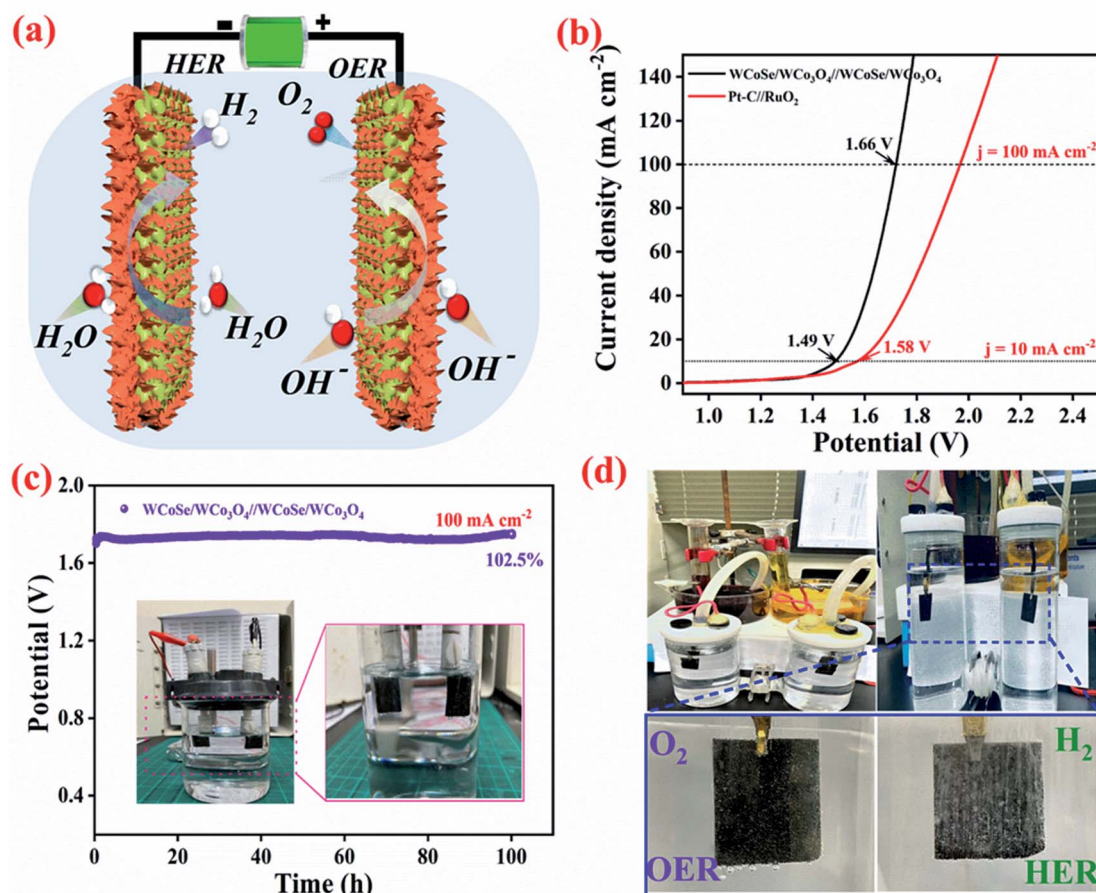 (a)
-
+
HER
OER
H₂
O₂
H₂O
H₂O
OH⁻
OH⁻
(b)
Current density (mA cm⁻²)
140
120
100
80
60
40
20
0
WCoSe/WCo₃O₄//WCoSe/WCo₃O₄
Pt-C//RuO₂
1.66 V
j = 100 mA cm⁻²
1.49 V
1.58 V
j = 10 mA cm⁻²
1.0 1.2 1.4 1.6 1.8 2.0 2.2 2.4
Potential (V)
(c)
Potential (V)
2.0
1.6
1.2
0.8
0.4
WCoSe/WCo₃O₄//WCoSe/WCo₃O₄
100 mA cm⁻²
102.5%
0 20 40 60 80 100
Time (h)
(d)
O₂
H₂
OER
HER